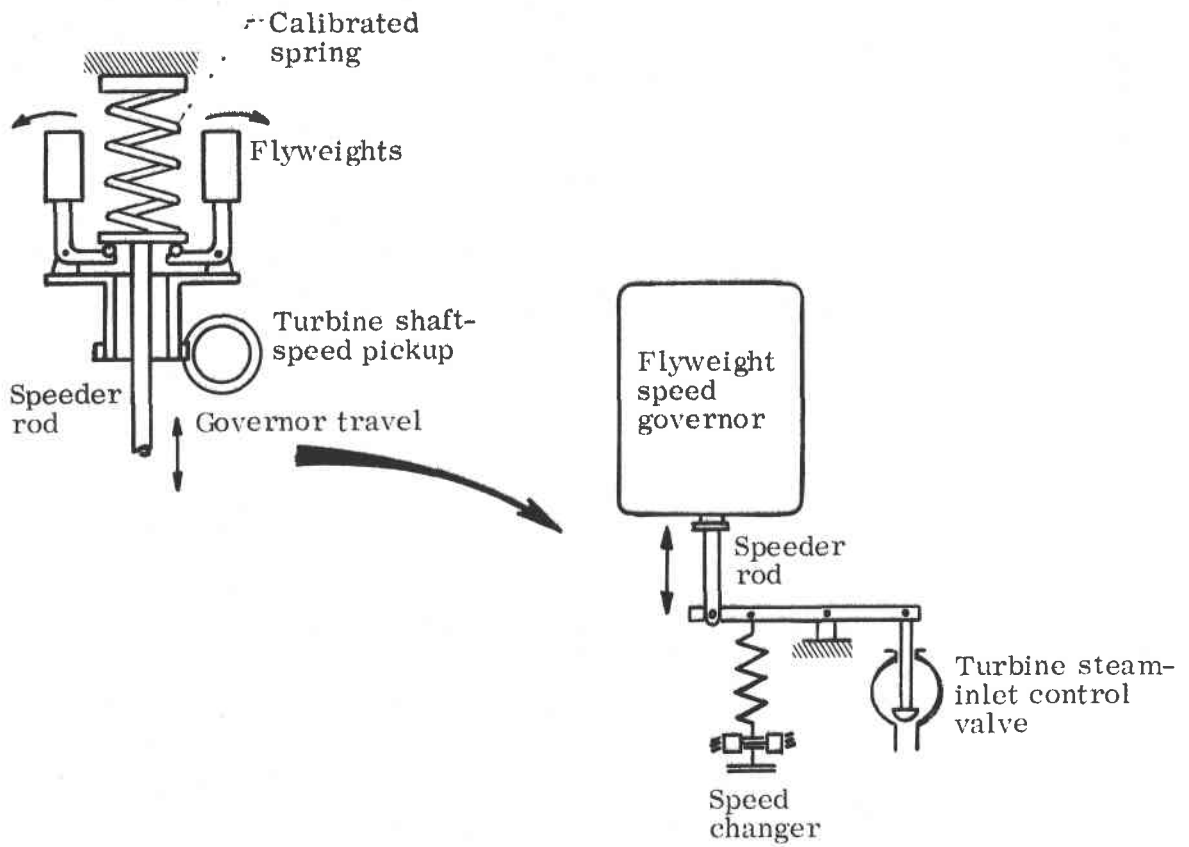 Calibrated
spring
Flyweights
Turbine shaft-
speed pickup
Speeder
rod
Governor travel
Flyweight
speed
governor
Speeder
rod
Turbine steam-
inlet control
valve
Speed
changer